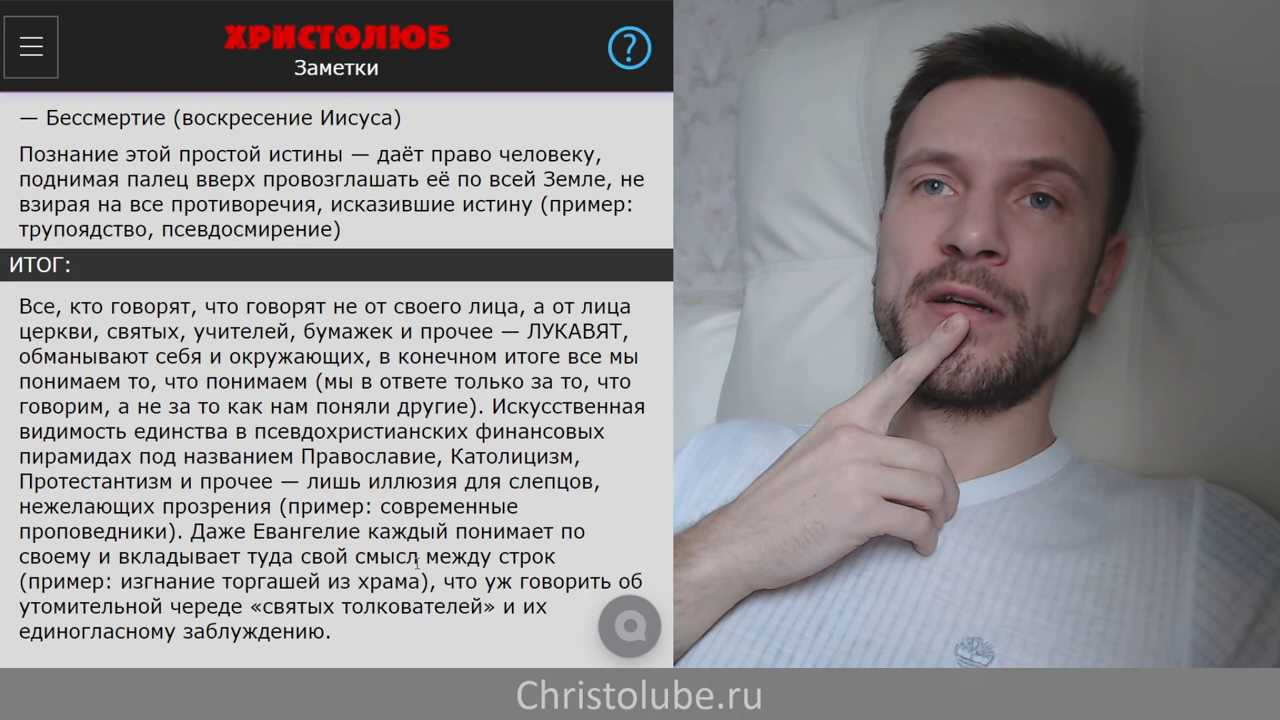 ХРИСТОЛЮБ
Заметки
?
— Бессмертие (воскресение Иисуса)
Познание этой простой истины — даёт право человеку,
поднимая палец вверх провозглашать её по всей Земле, не
взирая на все противоречия, исказившие истину (пример:
трупоядство, псевдосмирение)
ИТОГ:
Все, кто говорят, что говорят не от своего лица, а от лица
церкви, святых, учителей, бумажек и прочее — ЛУКАВЯТ,
обманывают себя и окружающих, в конечном итоге все мы
понимаем то, что понимаем (мы в ответе только за то, что
говорим, а не за то как нам поняли другие). Искусственная
видимость единства в псевдохристианских финансовых
пирамидах под названием Православие, Католицизм,
Протестантизм и прочее — лишь иллюзия для слепцов,
нежелающих прозрения (пример: современные
проповедники). Даже Евангелие каждый понимает по
своему и вкладывает туда свой смысл между строк
(пример: изгнание торгашей из храма), что уж говорить об
утомительной череде «святых толкователей» и их
единогласному заблуждению.
Christolube.ru